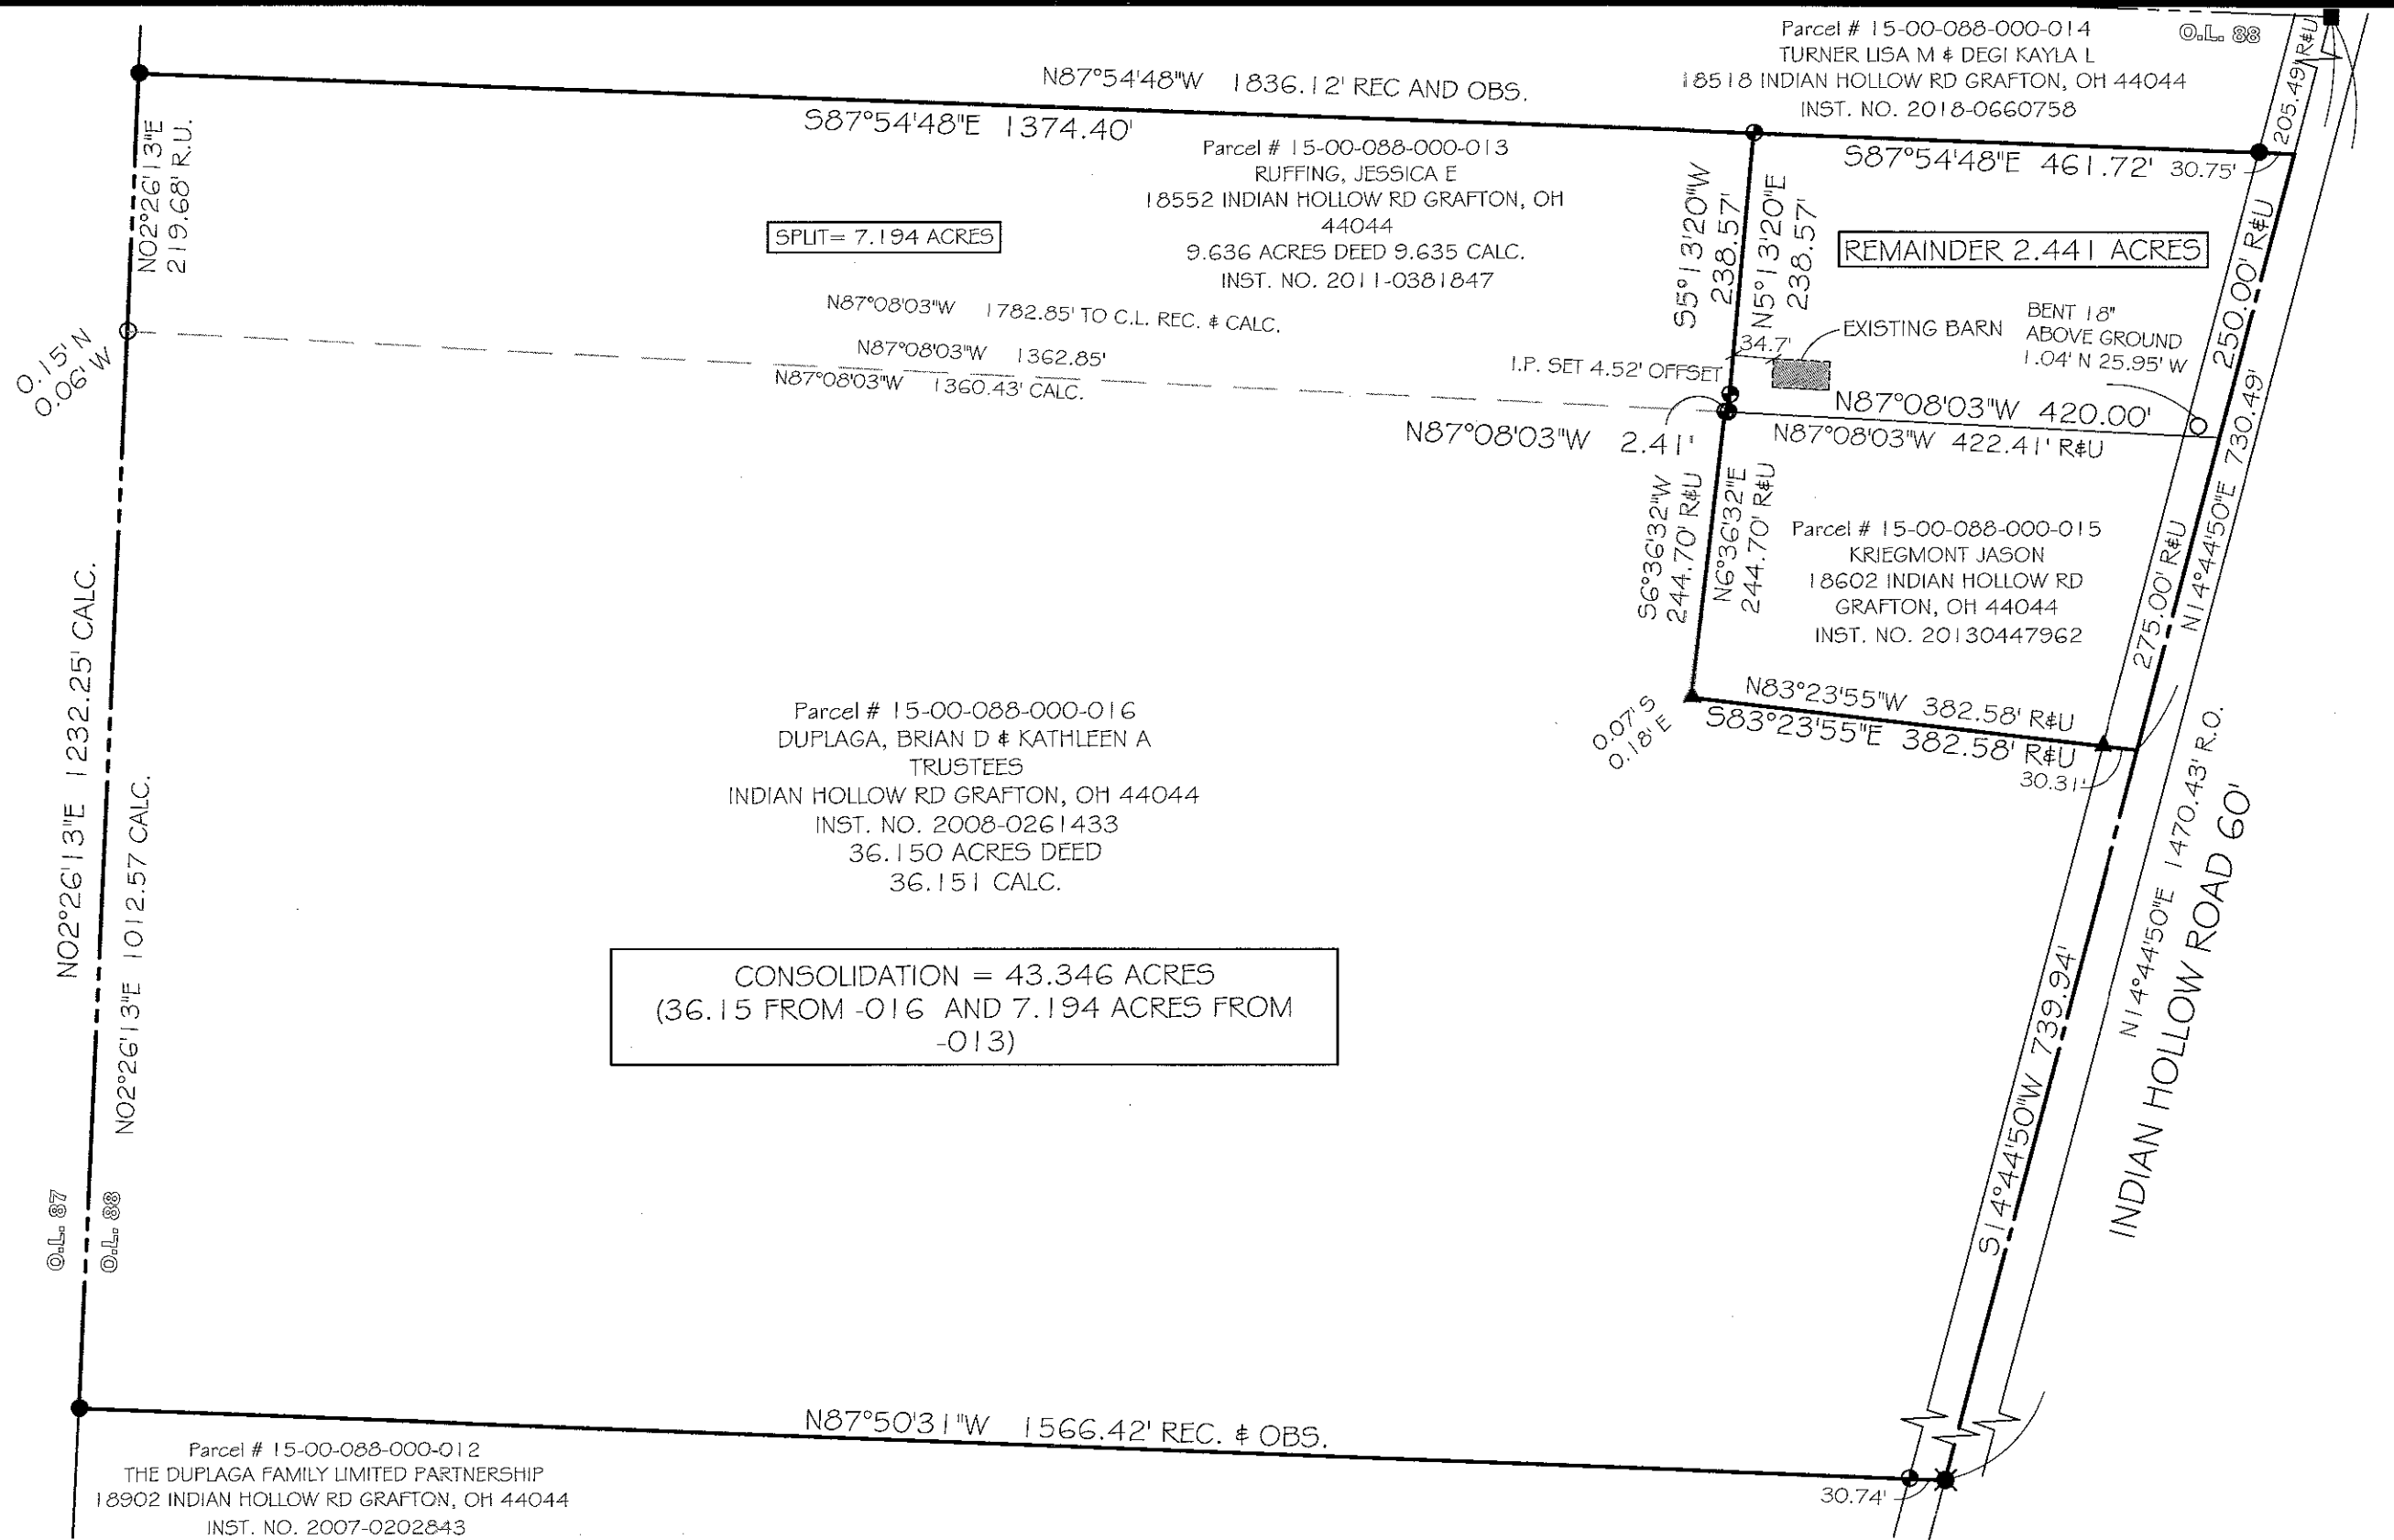 Parcel # 15-00-088-000-014
TURNER LISA M & DEGI KAYLA L
18518 INDIAN HOLLOW RD GRAFTON, OH 44044
INST. NO. 2018-0660758
O.L. 88
205.49' R&U
N87°54'48"W 1836.12' REC AND OBS.
S87°54'48"E 1374.40'
S87°54'48"E 461.72'
30.75'
N02°26'13"E
219.68' R.U.
Parcel # 15-00-088-000-013
RUFFING, JESSICA E
18552 INDIAN HOLLOW RD GRAFTON, OH
44044
9.636 ACRES DEED 9.635 CALC.
INST. NO. 2011-0381847
SPLIT= 7.194 ACRES
S5°13'20"W
238.57'
N5°13'20"E
238.57'
REMAINDER 2.441 ACRES
250.00' R&U
N87°08'03"W 1782.85' TO C.L. REC. & CALC.
N87°08'03"W 1362.85'
N87°08'03"W 1360.43' CALC.
0.15' N
0.06' W
I.P. SET 4.52' OFFSET
34.7'
EXISTING BARN
BENT 18"
ABOVE GROUND
1.04' N 25.95' W
N87°08'03"W 420.00'
N87°08'03"W 2.41'
N87°08'03"W 422.41' R&U
N14°44'50"E 730.49'
S6°36'32"W
244.70' R&U
N6°36'32"E
244.70' R&U
Parcel # 15-00-088-000-015
KRIEGMONT JASON
18602 INDIAN HOLLOW RD
GRAFTON, OH 44044
INST. NO. 20130447962
275.00' R&U
N83°23'55"W 382.58' R&U
S83°23'55"E 382.58' R&U
0.07' S
0.18' E
30.31'
N02°26'13"E 1232.25' CALC.
N02°26'13"E 1012.57 CALC.
Parcel # 15-00-088-000-016
DUPLAGA, BRIAN D & KATHLEEN A
TRUSTEES
INDIAN HOLLOW RD GRAFTON, OH 44044
INST. NO. 2008-0261433
36.150 ACRES DEED
36.151 CALC.
CONSOLIDATION = 43.346 ACRES
(36.15 FROM -016 AND 7.194 ACRES FROM
-013)
N14°44'50"E 1470.43' R.O.
INDIAN HOLLOW ROAD 60'
S14°44'50"W 739.94'
O.L. 87
O.L. 88
N87°50'31"W 1566.42' REC. & OBS.
30.74'
Parcel # 15-00-088-000-012
THE DUPLAGA FAMILY LIMITED PARTNERSHIP
18902 INDIAN HOLLOW RD GRAFTON, OH 44044
INST. NO. 2007-0202843